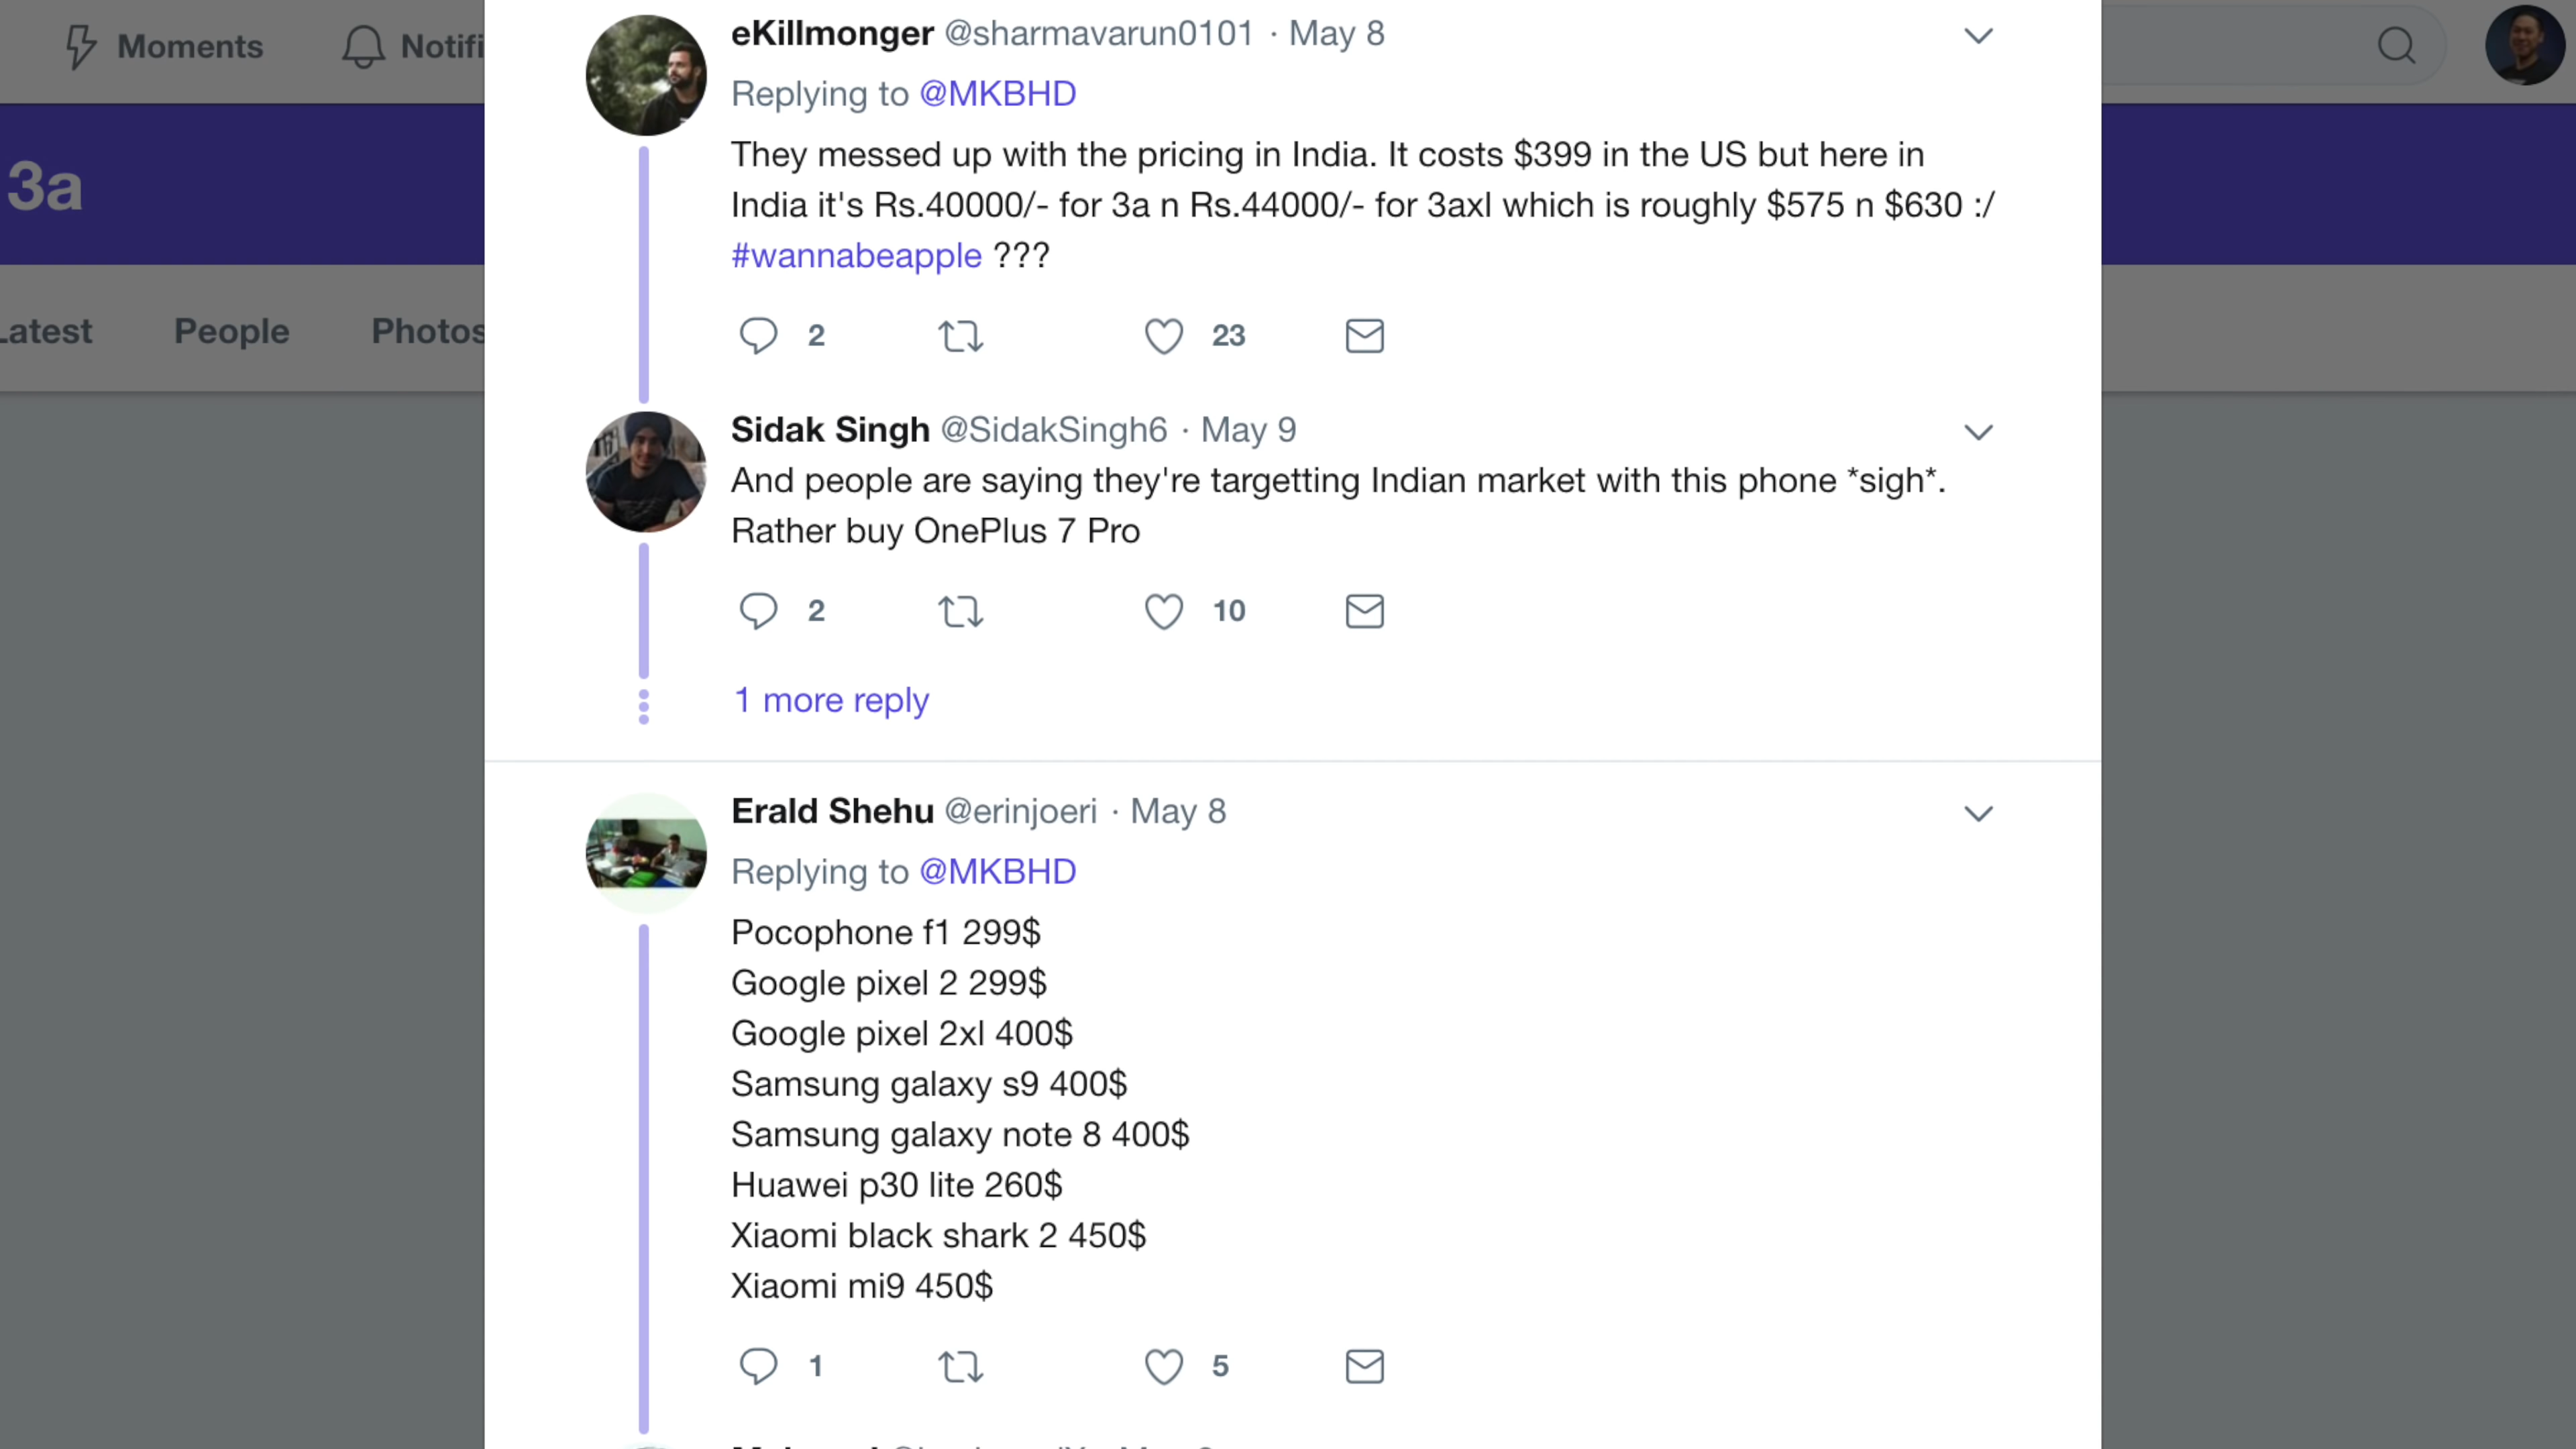 Moments
Notifi
3a
Latest
People
Photos
eKillmonger @sharmavarun0101 · May 8
Replying to @MKBHD
They messed up with the pricing in India. It costs $399 in the US but here in
India it's Rs.40000/- for 3a n Rs.44000/- for 3axl which is roughly $575 n $630 :/
#wannabeapple ???
2
23
Sidak Singh @SidakSingh6 · May 9
And people are saying they're targetting Indian market with this phone *sigh*.
Rather buy OnePlus 7 Pro
2
10
1 more reply
Erald Shehu @erinjoeri · May 8
Replying to @MKBHD
Pocophone f1 299$
Google pixel 2 299$
Google pixel 2xl 400$
Samsung galaxy s9 400$
Samsung galaxy note 8 400$
Huawei p30 lite 260$
Xiaomi black shark 2 450$
Xiaomi mi9 450$
1
5